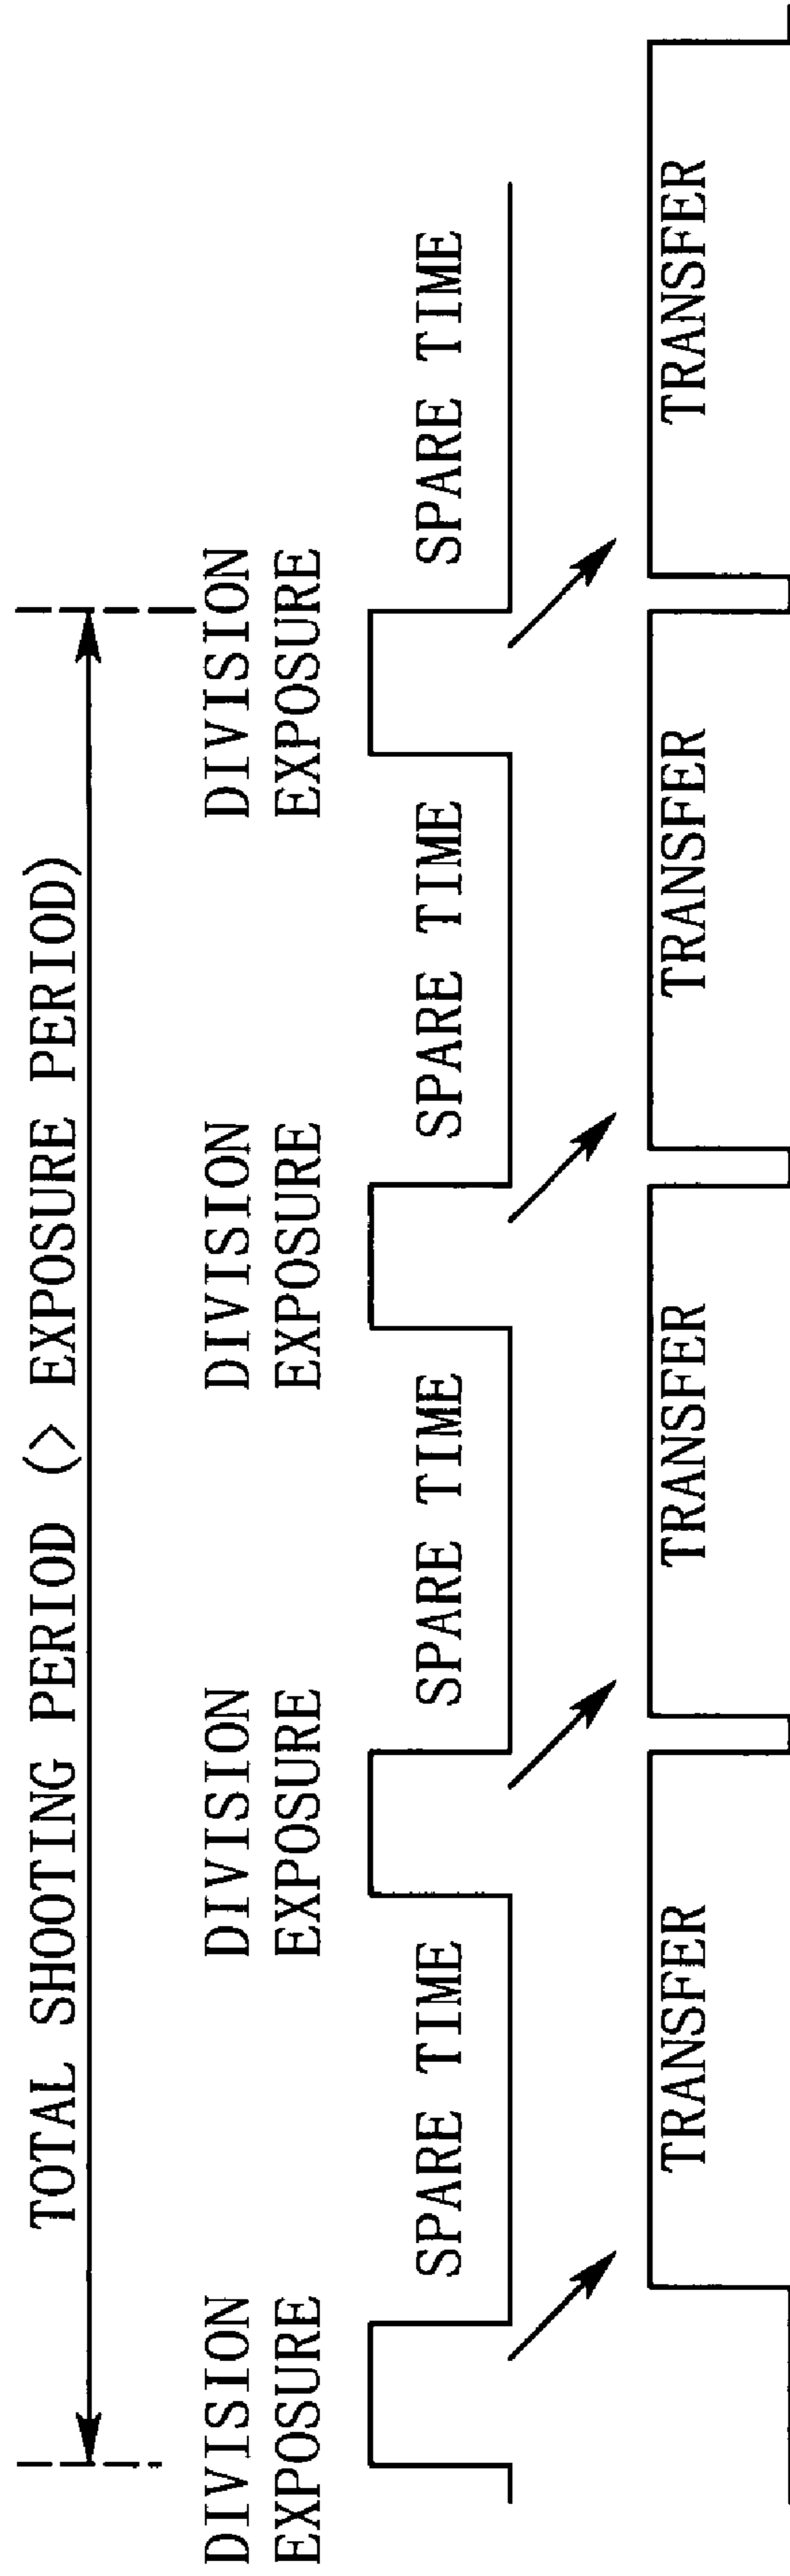 TOTAL SHOOTING PERIOD (> EXPOSURE PERIOD)
DIVISION
EXPOSURE
DIVISION
EXPOSURE
DIVISION
EXPOSURE
DIVISION
EXPOSURE
SPARE TIME
SPARE TIME
SPARE TIME
SPARE TIME
TRANSFER
TRANSFER
TRANSFER
TRANSFER